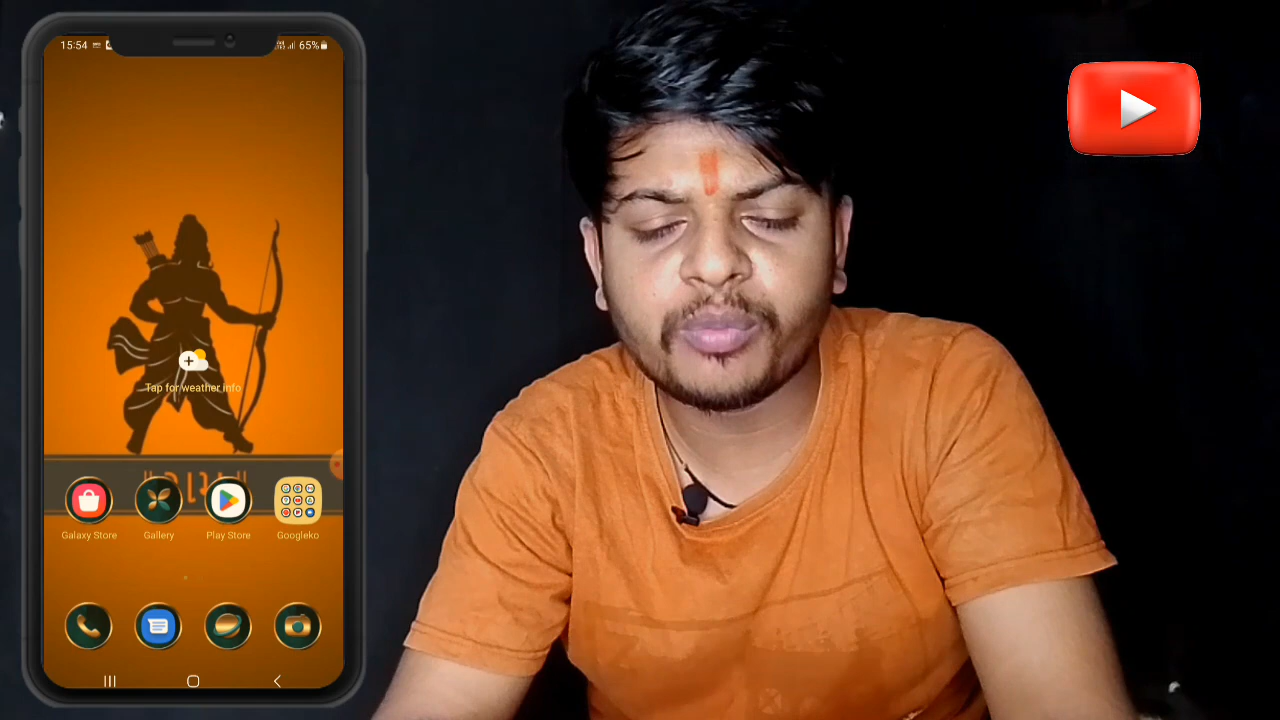 15:54
65%
Tap for weather info
Galaxy Store
Gallery
Play Store
Googleko